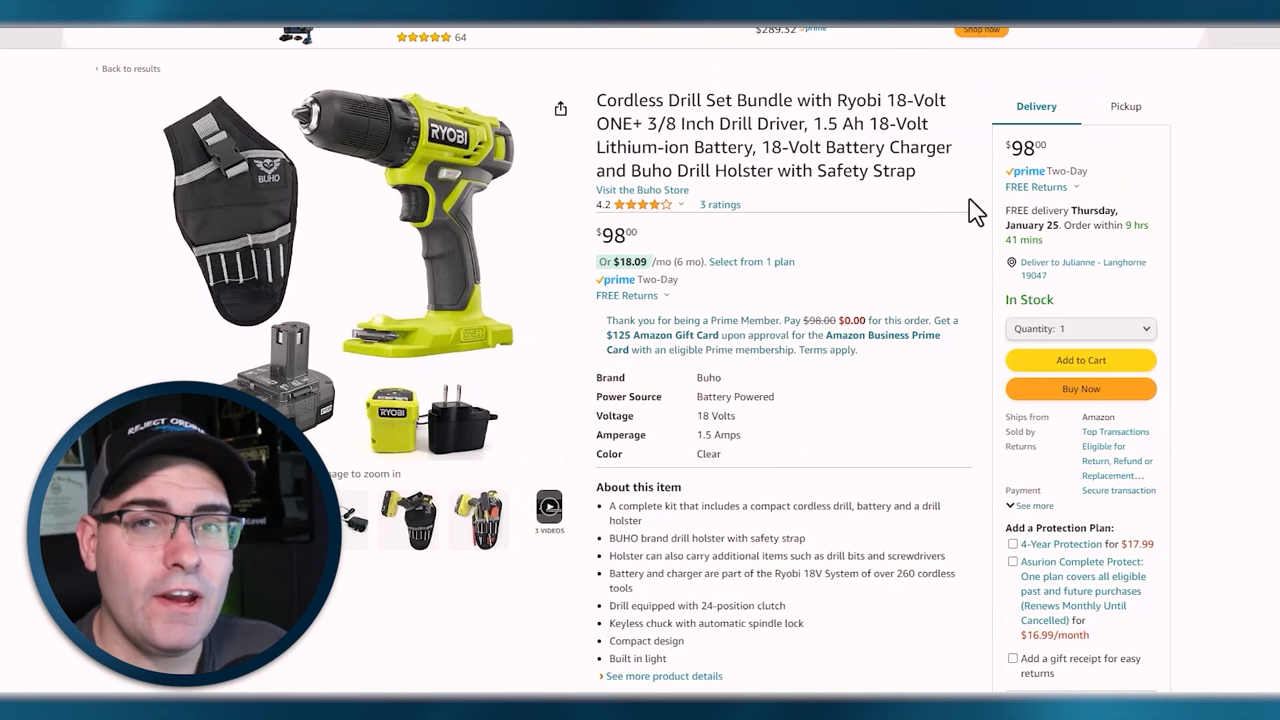 $289.32 prime
Shop now
64
‹ Back to results
Cordless Drill Set Bundle with Ryobi 18-Volt
ONE+ 3/8 Inch Drill Driver, 1.5 Ah 18-Volt
Lithium-ion Battery, 18-Volt Battery Charger
and Buho Drill Holster with Safety Strap
Visit the Buho Store
4.2
3 ratings
$9800
Or $18.09 /mo (6 mo). Select from 1 plan
prime Two-Day
FREE Returns
Thank you for being a Prime Member. Pay $98.00 $0.00 for this order. Get a
$125 Amazon Gift Card upon approval for the Amazon Business Prime
Card with an eligible Prime membership. Terms apply.
Brand Buho
Power Source Battery Powered
Voltage 18 Volts
Amperage 1.5 Amps
Color Clear
About this item
• A complete kit that includes a compact cordless drill, battery and a drill
holster
• BUHO brand drill holster with safety strap
• Holster can also carry additional items such as drill bits and screwdrivers
• Battery and charger are part of the Ryobi 18V System of over 260 cordless
tools
• Drill equipped with 24-position clutch
• Keyless chuck with automatic spindle lock
• Compact design
• Built in light
› See more product details
Delivery
Pickup
$9800
prime Two-Day
FREE Returns
FREE delivery Thursday,
January 25. Order within 9 hrs
41 mins
Deliver to Julianne - Langhorne
19047
In Stock
Quantity: 1
Add to Cart
Buy Now
Ships from Amazon
Sold by Top Transactions
Returns Eligible for
Return, Refund or
Replacement…
Payment Secure transaction
See more
Add a Protection Plan:
4-Year Protection for $17.99
Asurion Complete Protect:
One plan covers all eligible
past and future purchases
(Renews Monthly Until
Cancelled) for
$16.99/month
Add a gift receipt for easy
returns
BUHO
RYOBI
RYOBI
to zoom in
3 VIDEOS
REJECT